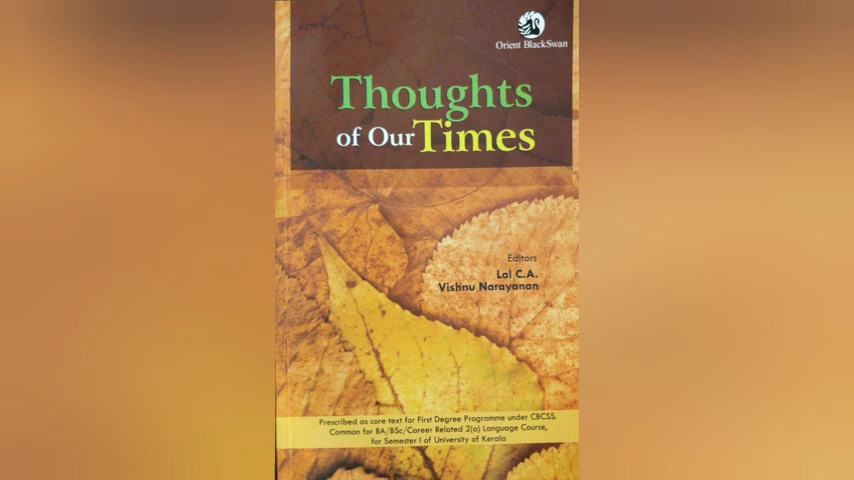 Orient BlackSwan
Thoughts
of Our Times
Editors
Lal C.A.
Vishnu Narayanan
Prescribed as core text for First Degree Programme under CBCSS.
Common for BA/BSc/Career Related 2(a) Language Course,
for Semester I of University of Kerala